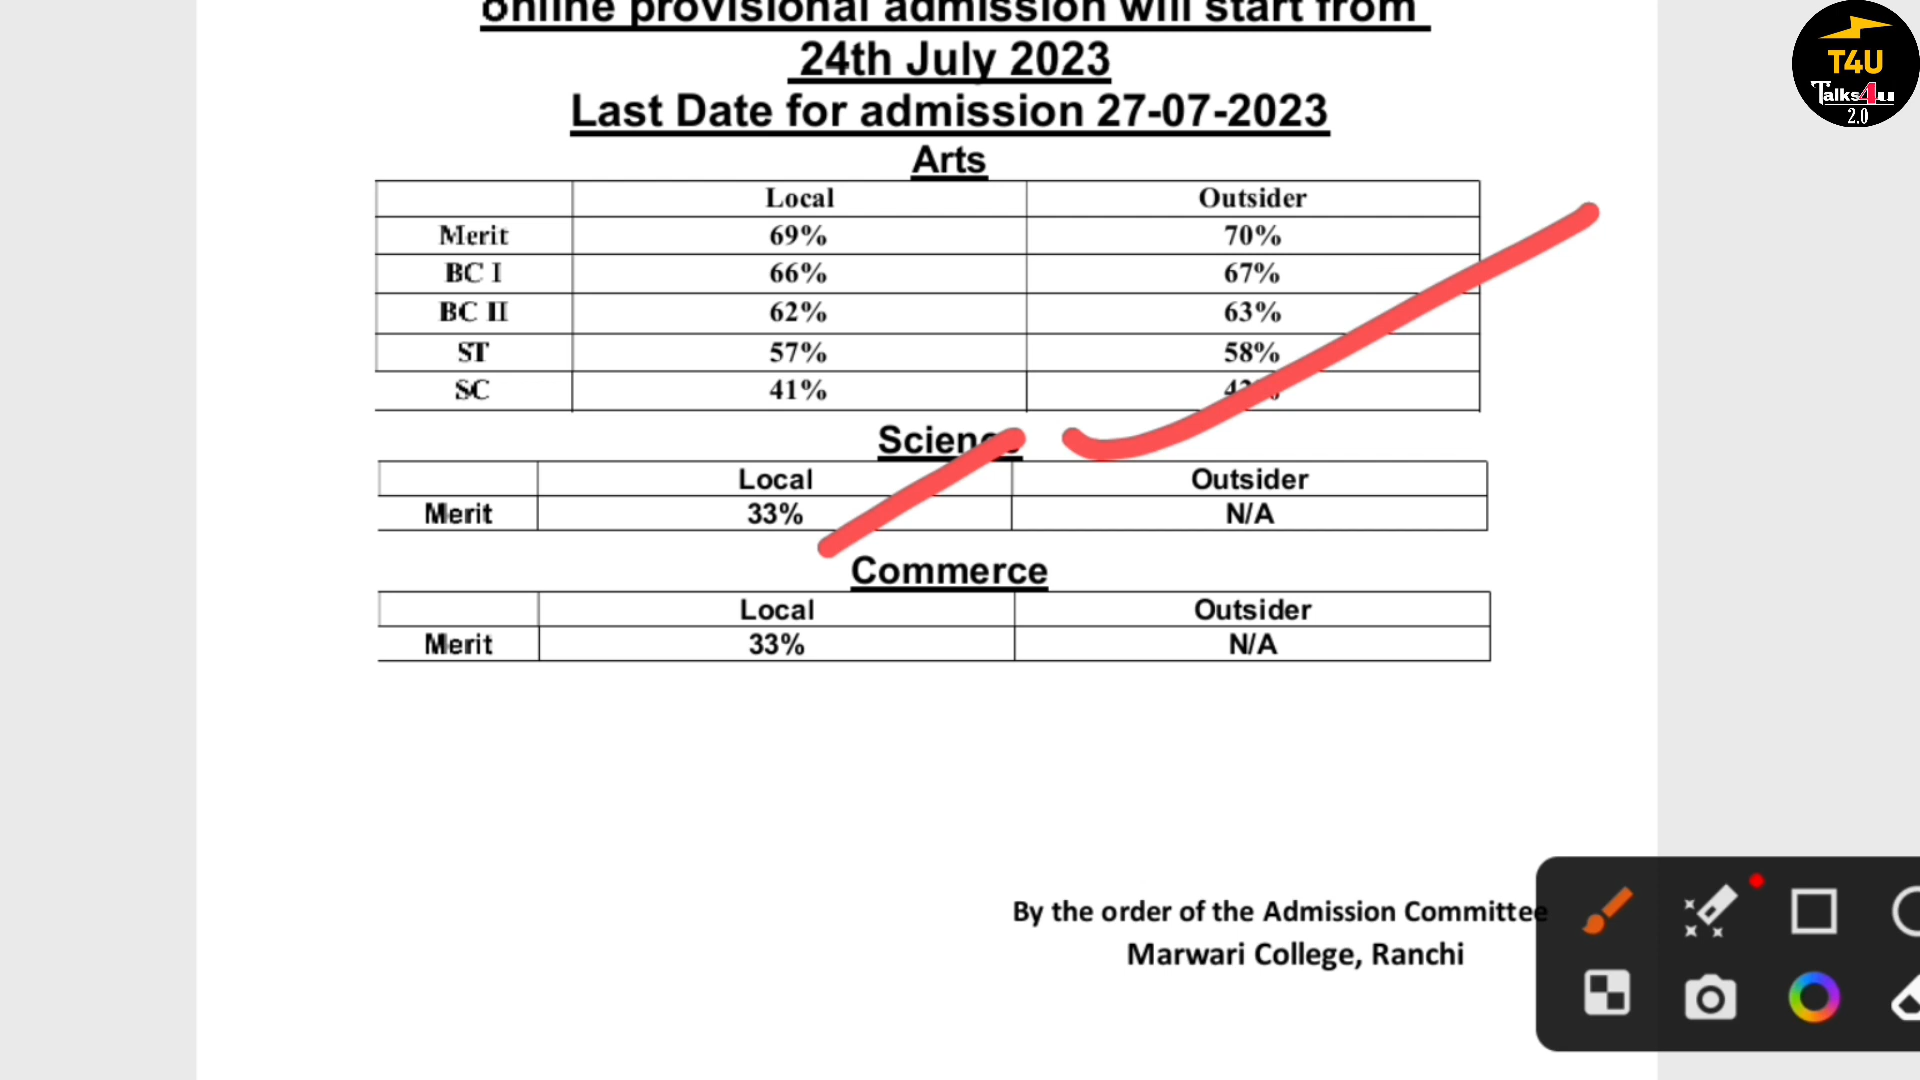 online provisional admission will start from
24th July 2023
Last Date for admission 27-07-2023
Arts
Local Outsider
Merit 69% 70%
BC I 66% 67%
BC II 62% 63%
ST 57% 58%
SC 41%
Science
Local Outsider
Merit 33% N/A
Commerce
Local Outsider
Merit 33% N/A
By the order of the Admission Committee
Marwari College, Ranchi
T4U
Talks4u
2.0